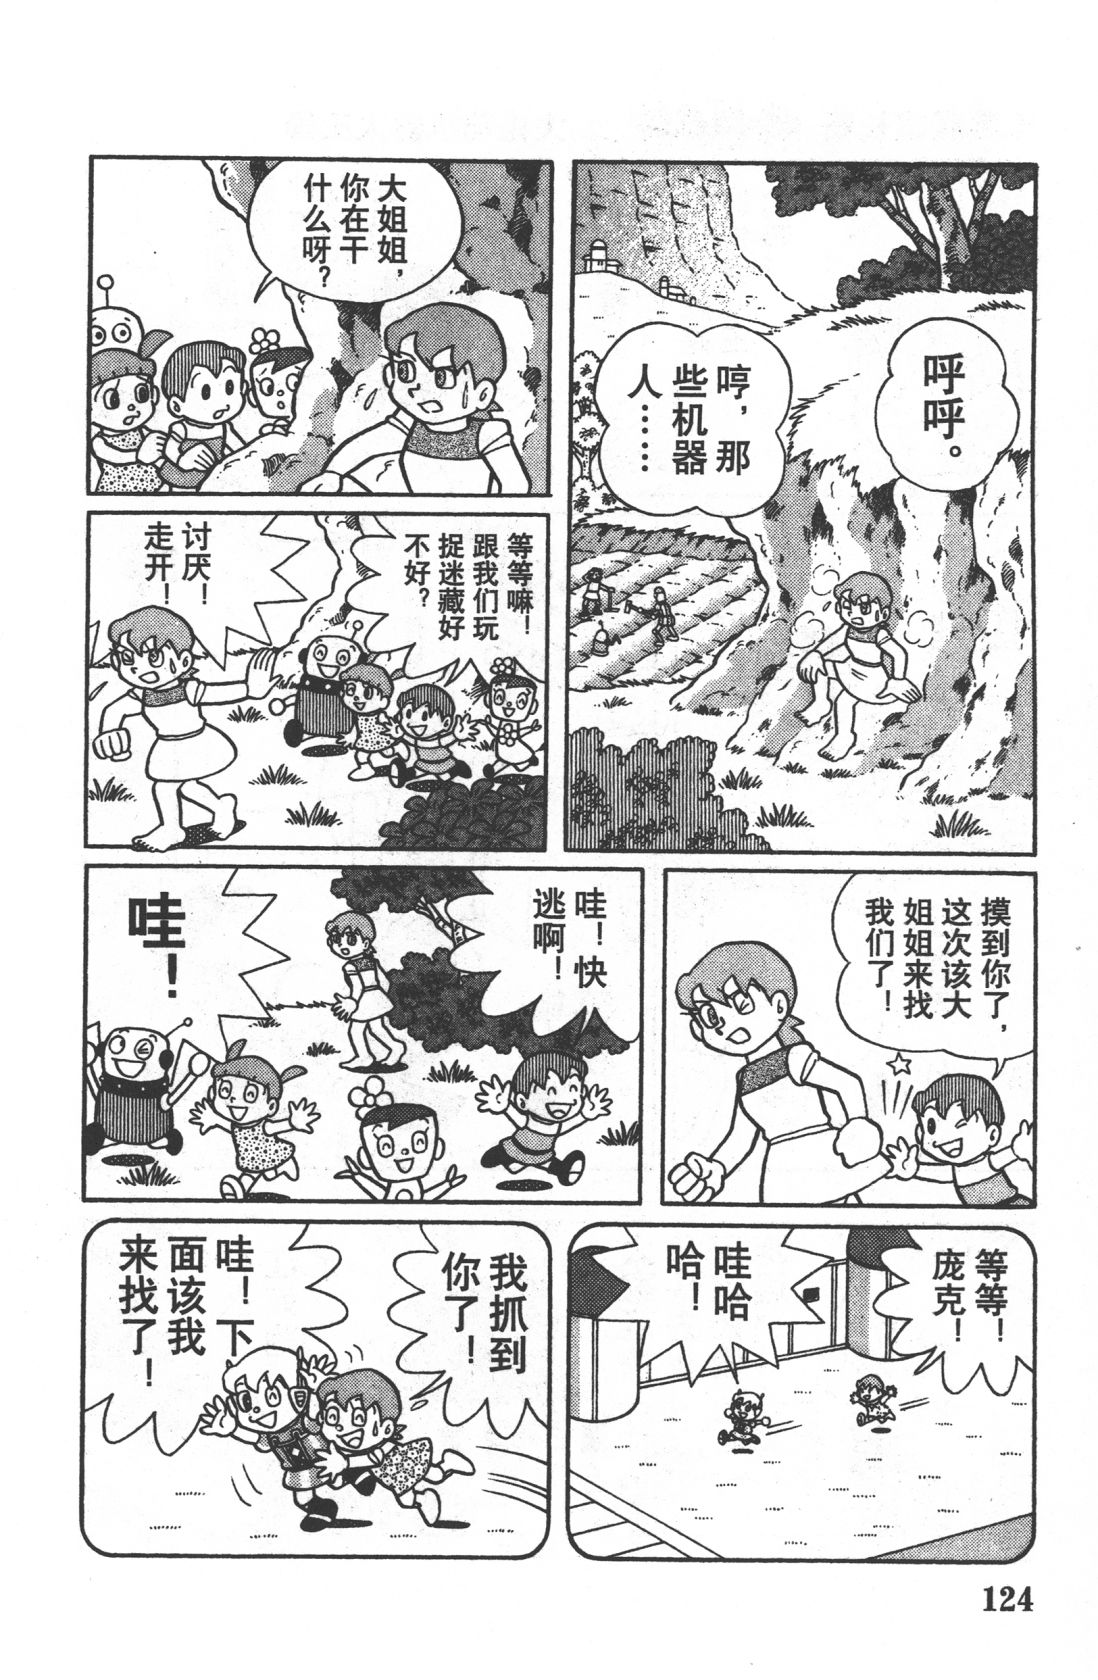 呼
呼。
哼，那
些机器
人……
大姐姐，
你在干
什么呀？
等等嘛！
跟我们玩
捉迷藏好
不好？
讨厌！
走开！
摸到你了，
这次该大
姐姐来找
我们了！
哇！快
逃啊！
哇！
等等！
庞克！
哇哈
哈！
我抓到
你了！
哇！下
面该我
来找了！
124